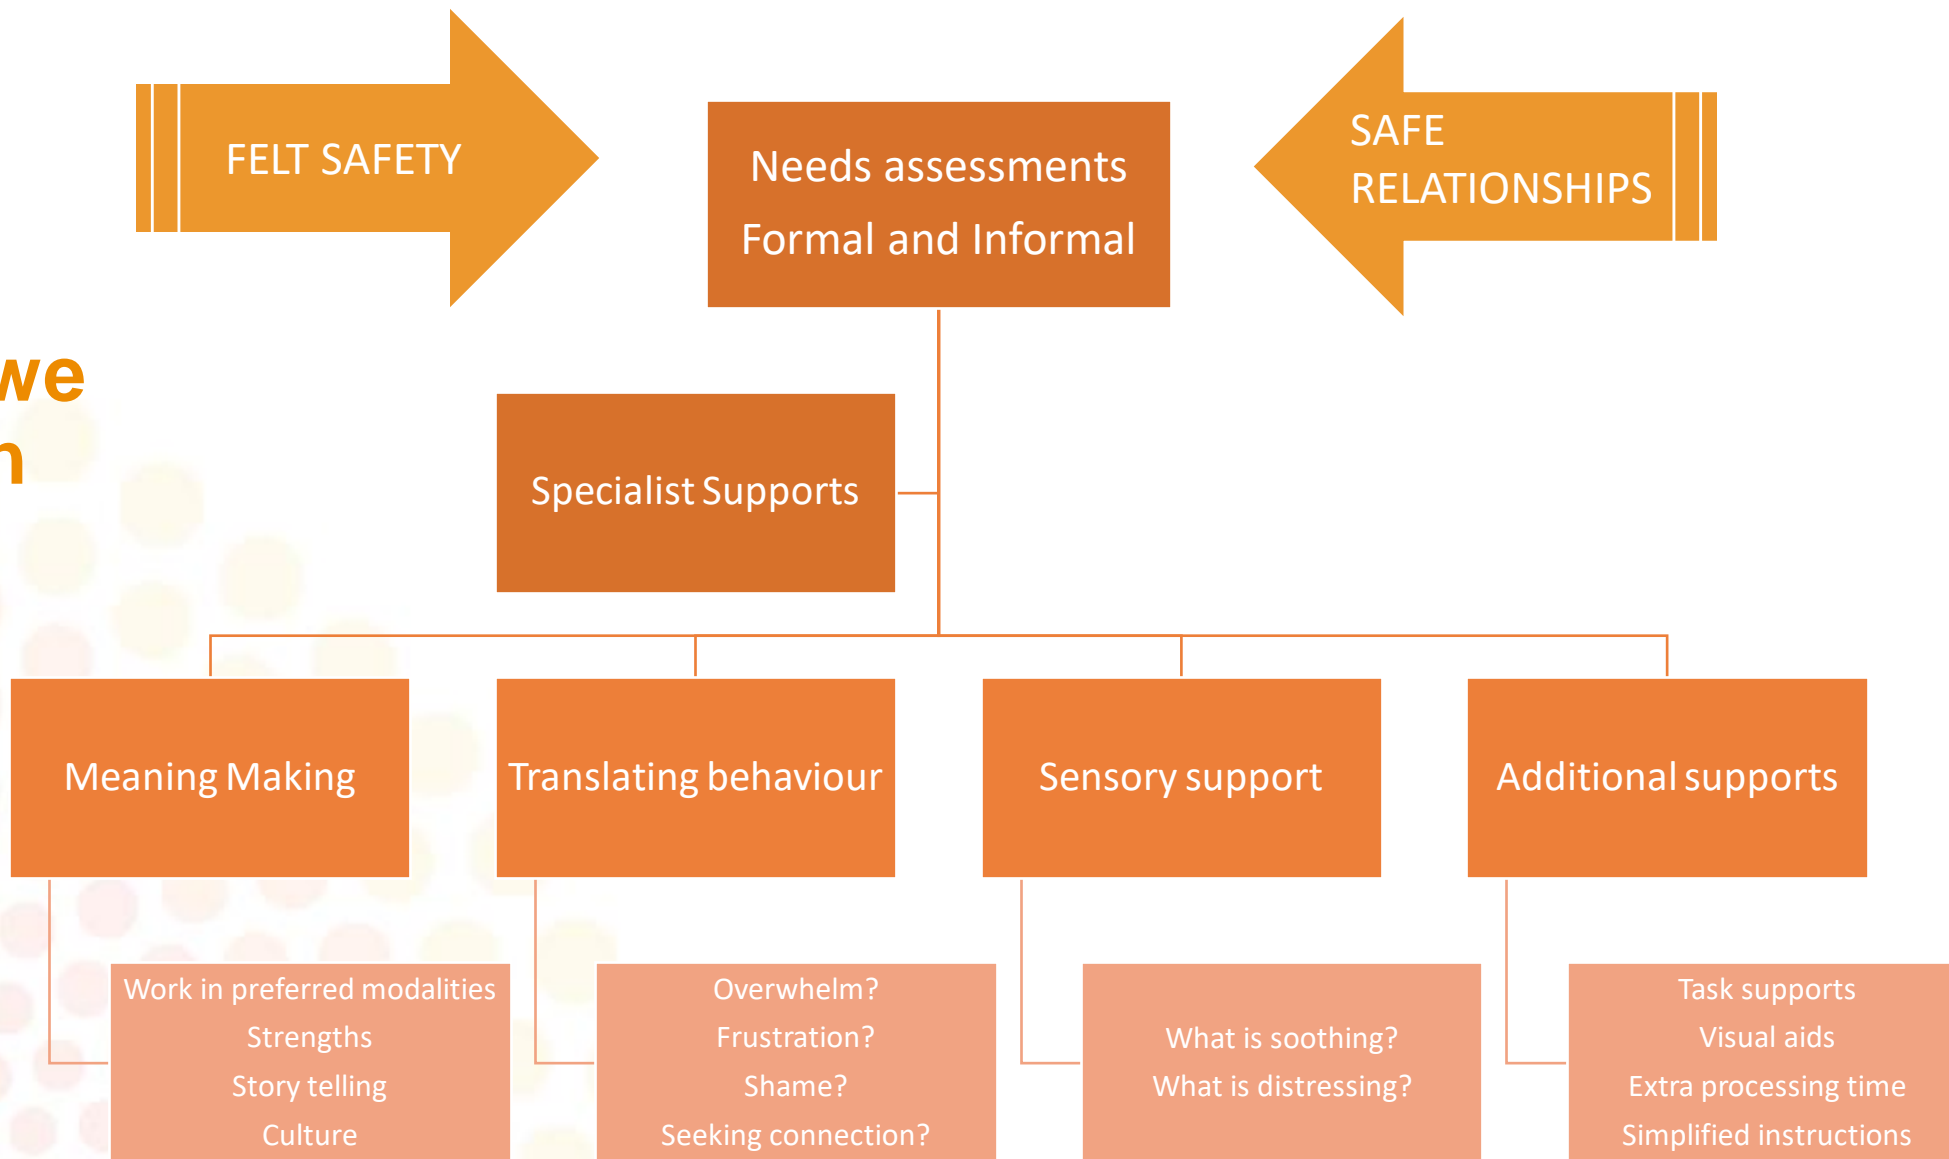 FELT SAFETY
Needs assessments
Formal and Informal
SAFE
RELATIONSHIPS
we
Specialist Supports
Meaning Making
Translating behaviour
Sensory support
Additional supports
Work in preferred modalities
Strengths
Story telling
Culture
Overwhelm?
Frustration?
Shame?
Seeking connection?
What is soothing?
What is distressing?
Task supports
Visual aids
Extra processing time
Simplified instructions